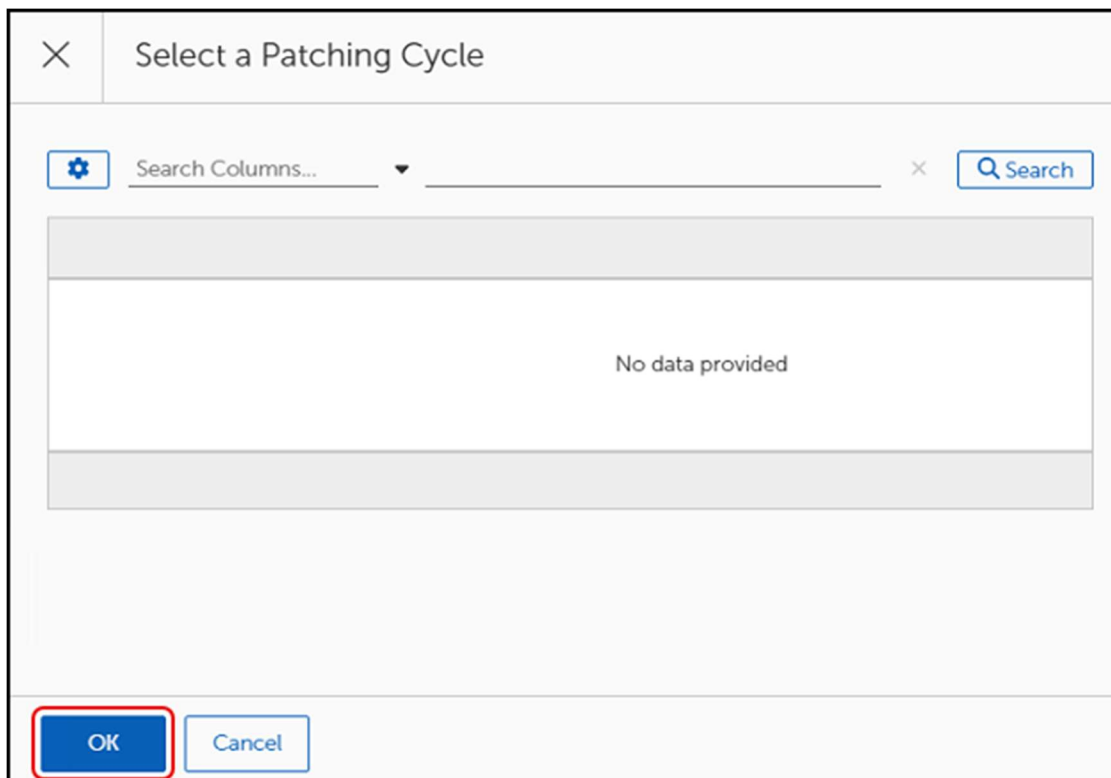 Select a Patching Cycle
Search Columns...
Search
No data provided
OK
Cancel